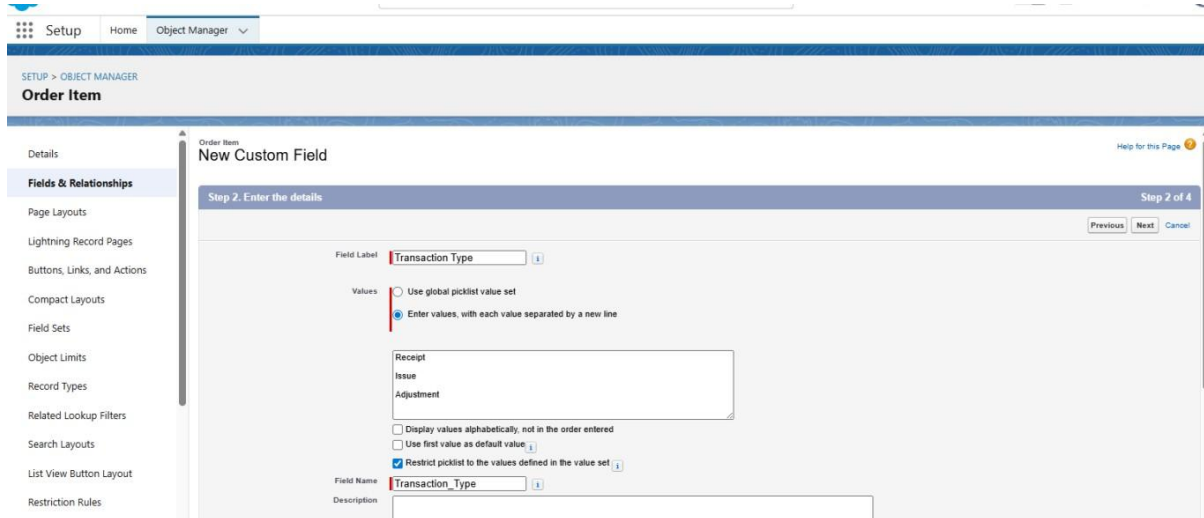 Setup
Home
Object Manager
SETUP > OBJECT MANAGER
Order Item
Details
Fields & Relationships
Page Layouts
Lightning Record Pages
Buttons, Links, and Actions
Compact Layouts
Field Sets
Object Limits
Record Types
Related Lookup Filters
Search Layouts
List View Button Layout
Restriction Rules
Order Item
New Custom Field
Help for this Page
Step 2. Enter the details
Step 2 of 4
Previous Next Cancel
Field Label Transaction Type
Values Use global picklist value set
Enter values, with each value separated by a new line
Receipt
Issue
Adjustment
Display values alphabetically, not in the order entered
Use first value as default value
Restrict picklist to the values defined in the value set
Field Name Transaction_Type
Description